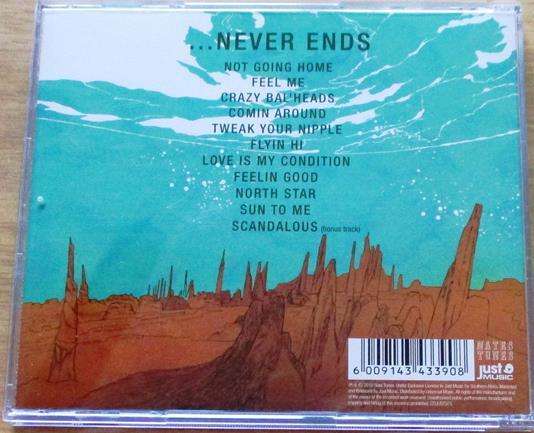 ...NEVER ENDS
NOT GOING HOME
FEEL ME
CRAZY BAL'HEADS
COMIN AROUND
TWEAK YOUR NIPPLE
FLYIN HI
LOVE IS MY CONDITION
FEELIN GOOD
NORTH STAR
SUN TO ME
SCANDALOUS (bonus track)
6 009143 433908
NATES
TUNES
just
MUSIC